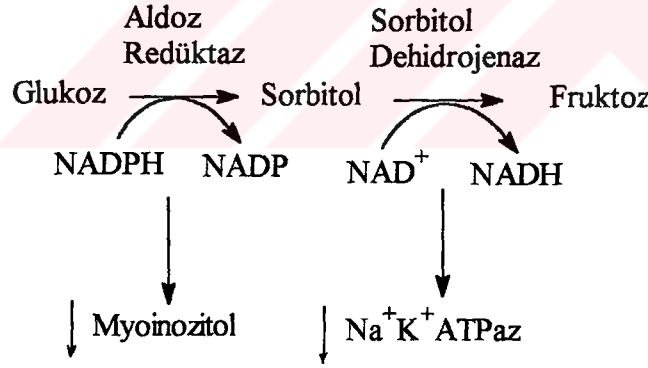 Aldoz
Redüktaz
Sorbitol
Dehidrojenaz
Glukoz Sorbitol Fruktoz
NADPH NADP NAD+ NADH
Myoinozitol Na+K+ATPaz